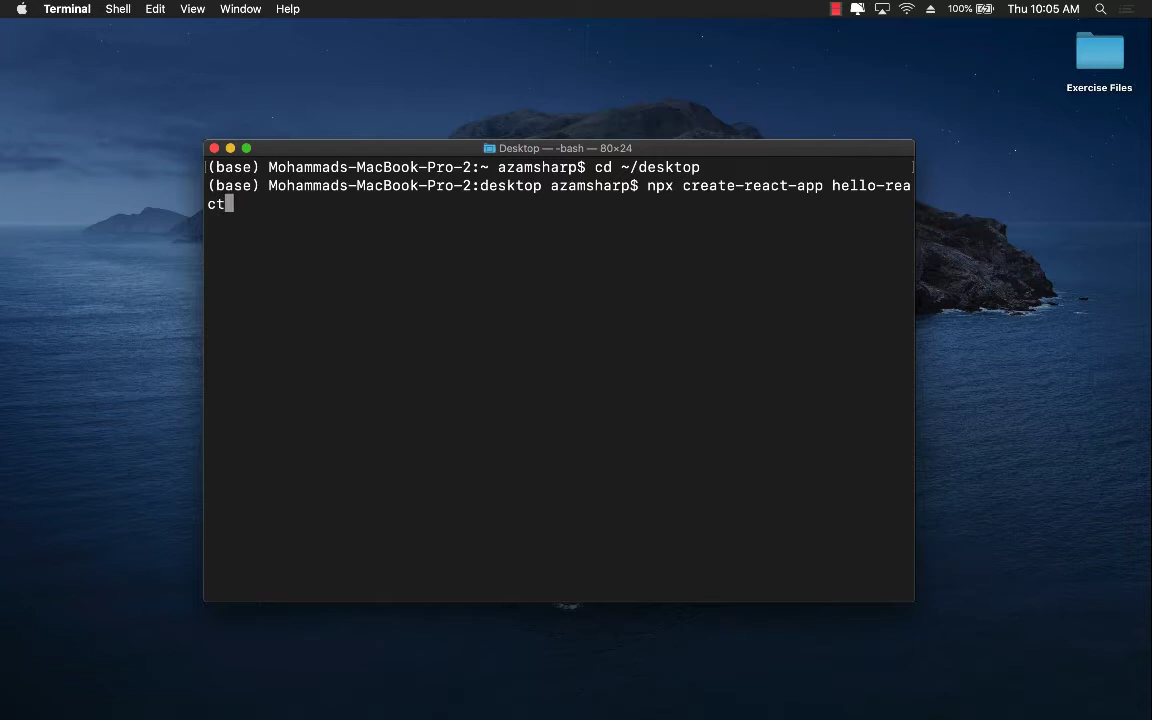 Terminal Shell Edit View Window Help 100% Thu 10:05 AM
Exercise Files
Desktop — -bash — 80×24
(base) Mohammads-MacBook-Pro-2:~ azamsharp$ cd ~/desktop
(base) Mohammads-MacBook-Pro-2:desktop azamsharp$ npx create-react-app hello-rea
ct